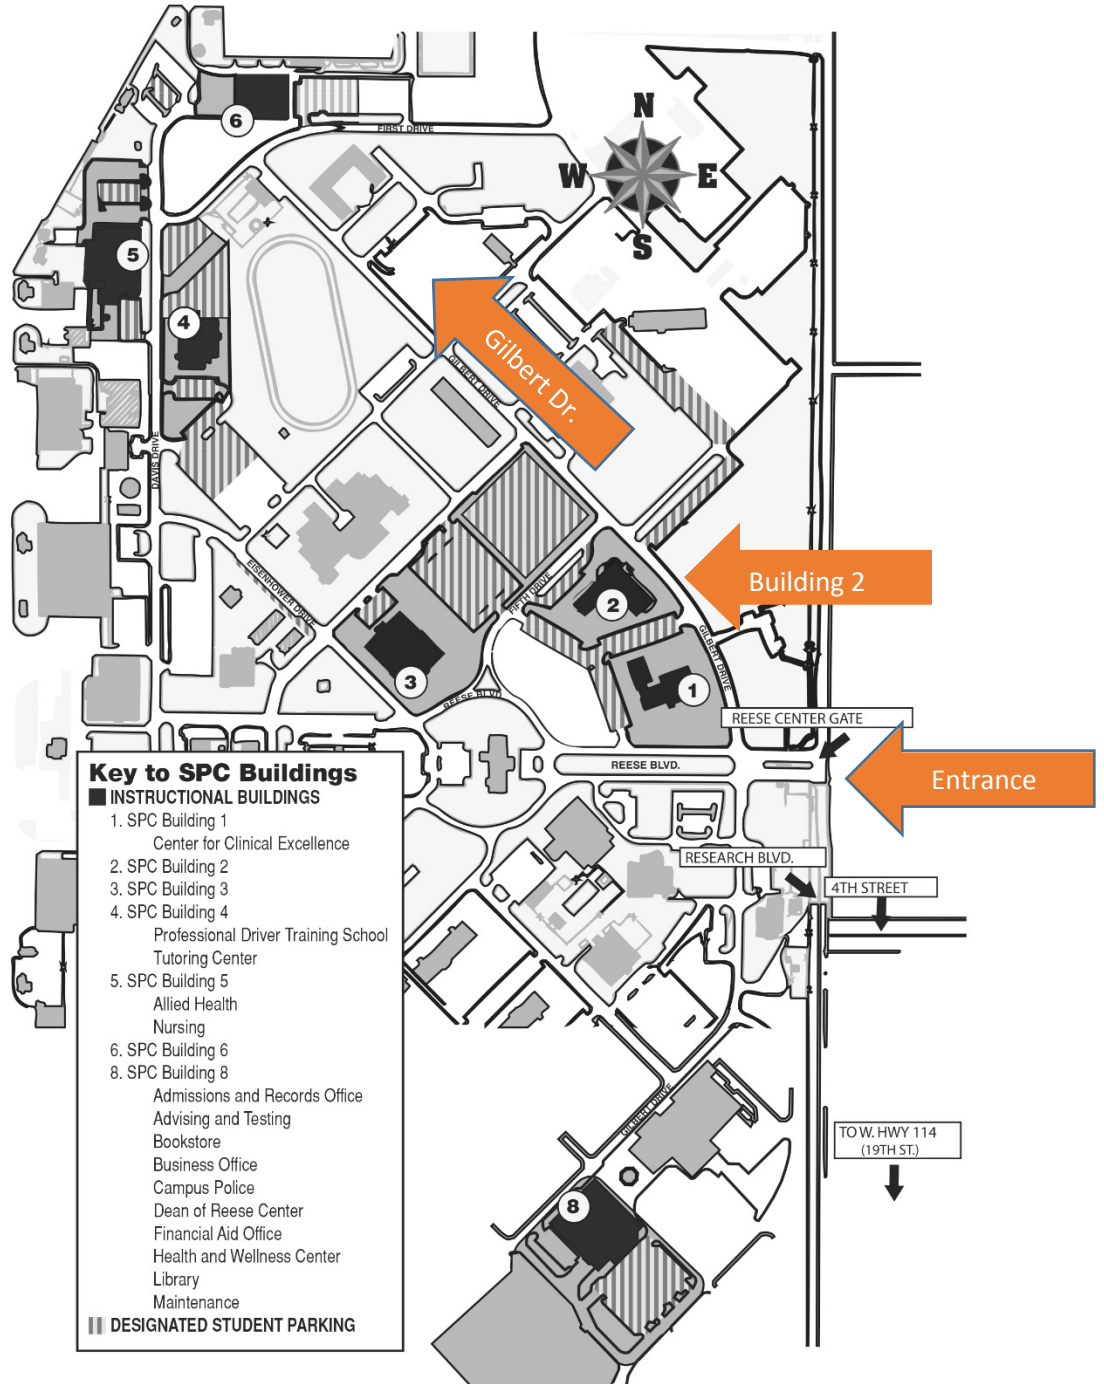 N
W
E
S
6
FIRST DRIVE
5
4
Gilbert Dr.
GILBERT DRIVE
DAVIS DRIVE
EISENHOWER DRIVE
FIFTH DRIVE
Building 2
2
GILBERT DRIVE
3
1
REESE BLVD.
REESE CENTER GATE
REESE BLVD.
Entrance
RESEARCH BLVD.
4TH STREET
Key to SPC Buildings
INSTRUCTIONAL BUILDINGS
1. SPC Building 1
Center for Clinical Excellence
2. SPC Building 2
3. SPC Building 3
4. SPC Building 4
Professional Driver Training School
Tutoring Center
5. SPC Building 5
Allied Health
Nursing
6. SPC Building 6
8. SPC Building 8
Admissions and Records Office
Advising and Testing
Bookstore
Business Office
Campus Police
Dean of Reese Center
Financial Aid Office
Health and Wellness Center
Library
Maintenance
DESIGNATED STUDENT PARKING
GILBERT DRIVE
TO W. HWY 114
(19TH ST.)
8